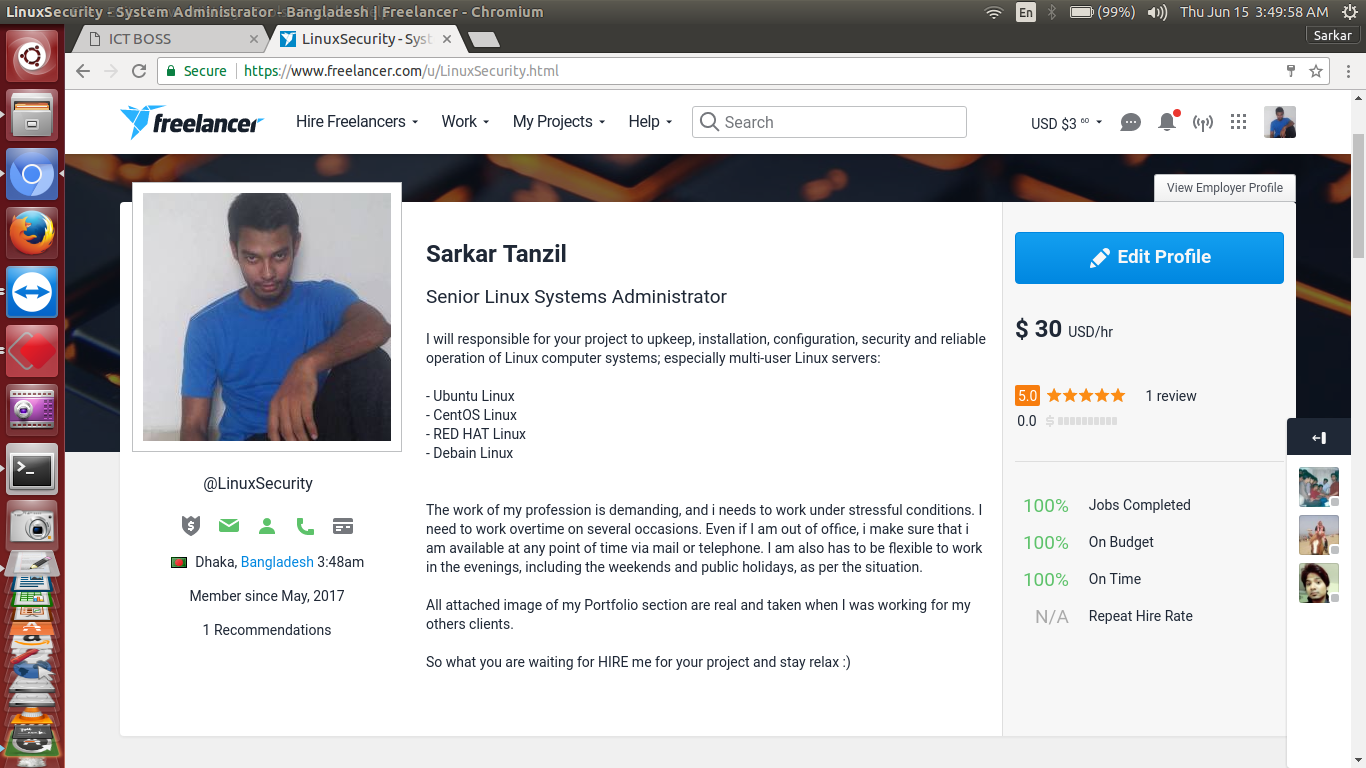 LinuxSecurity - System Administrator - Bangladesh | Freelancer - Chromium
En
(99%)
Thu Jun 15 3:49:58 AM
ICT BOSS
LinuxSecurity - Syst
Sarkar
Secure
https://www.freelancer.com/u/LinuxSecurity.html
freelancer
Hire Freelancers
Work
My Projects
Help
Search
USD $3 60
View Employer Profile
Sarkar Tanzil
Senior Linux Systems Administrator
I will responsible for your project to upkeep, installation, configuration, security and reliable
operation of Linux computer systems; especially multi-user Linux servers:
- Ubuntu Linux
- CentOS Linux
- RED HAT Linux
- Debain Linux
The work of my profession is demanding, and i needs to work under stressful conditions. I
need to work overtime on several occasions. Even if I am out of office, i make sure that i
am available at any point of time via mail or telephone. I am also has to be flexible to work
in the evenings, including the weekends and public holidays, as per the situation.
All attached image of my Portfolio section are real and taken when I was working for my
others clients.
So what you are waiting for HIRE me for your project and stay relax :)
@LinuxSecurity
Dhaka, Bangladesh 3:48am
Member since May, 2017
1 Recommendations
Edit Profile
$ 30 USD/hr
5.0
1 review
0.0 $
100% Jobs Completed
100% On Budget
100% On Time
N/A Repeat Hire Rate